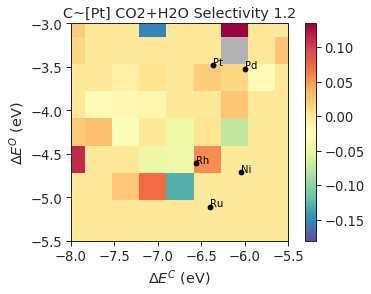 C~[Pt] CO2+H2O Selectivity 1.2
−3.0
−3.5
−4.0
−4.5
−5.0
−5.5
ΔE^O (eV)
Pt
Pd
Rh
Ni
Ru
−8.0 −7.5 −7.0 −6.5 −6.0 −5.5
ΔE^C (eV)
0.10
0.05
0.00
−0.05
−0.10
−0.15